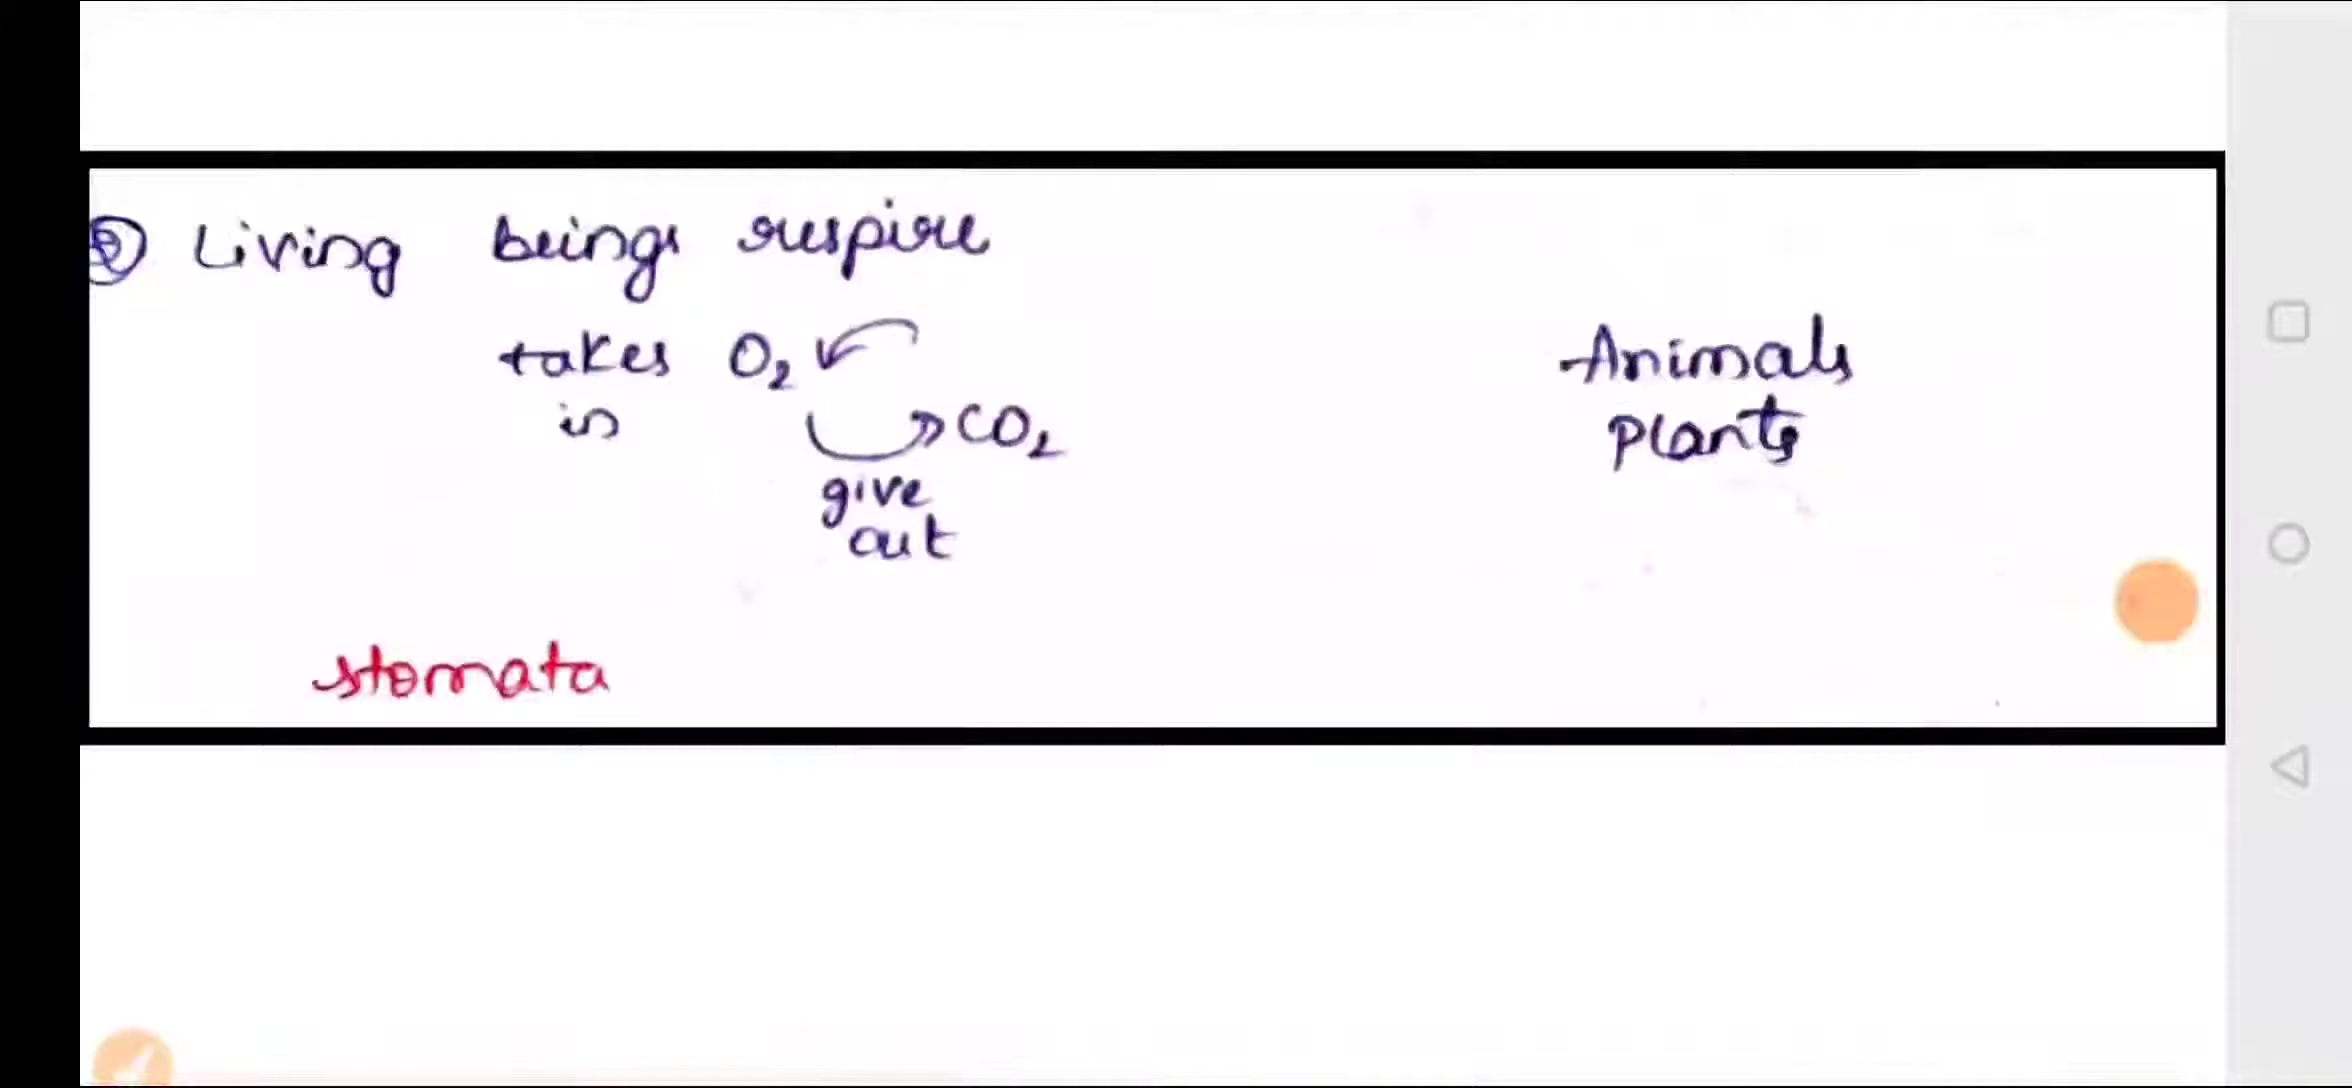 Living beings respire
takes O₂
in
CO₂
give
out
Animals
plants
stomata